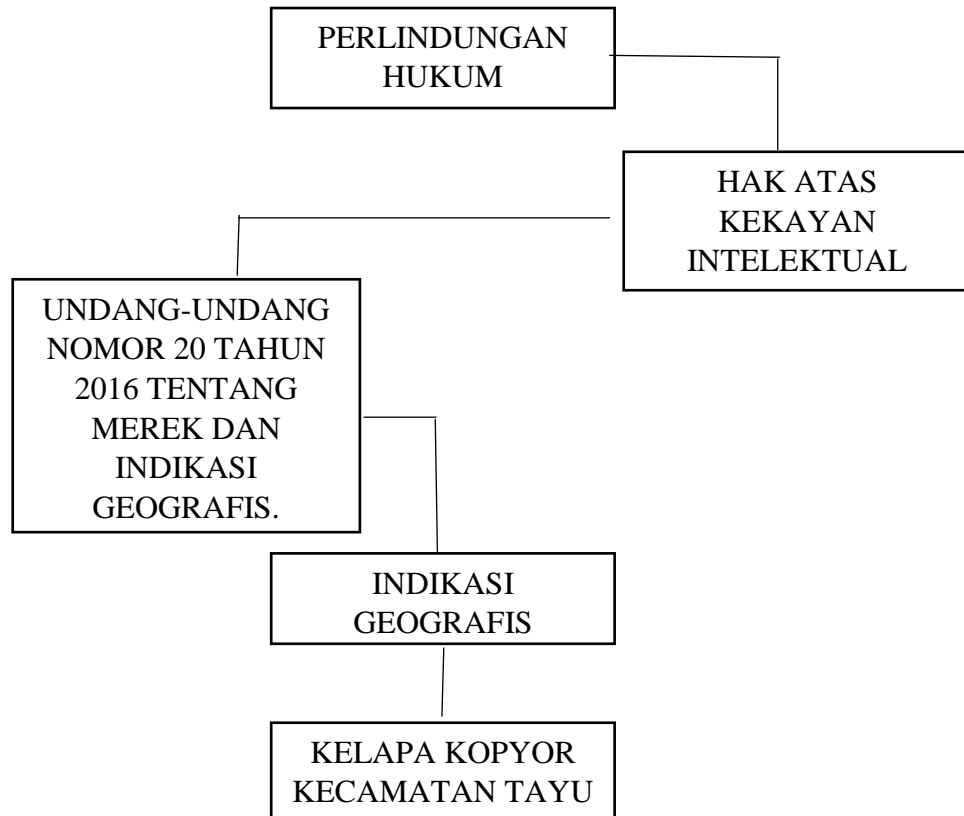 PERLINDUNGAN
HUKUM
HAK ATAS
KEKAYAN
INTELEKTUAL
UNDANG-UNDANG
NOMOR 20 TAHUN
2016 TENTANG
MEREK DAN
INDIKASI
GEOGRAFIS.
INDIKASI
GEOGRAFIS
KELAPA KOPYOR
KECAMATAN TAYU